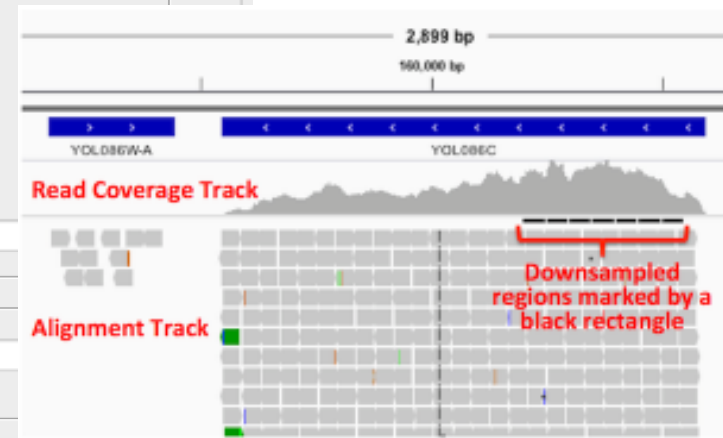 2,899 bp
160,000 bp
YOL086W-A
YOL086C
Read Coverage Track
Downsampled
regions marked by a
black rectangle
Alignment Track